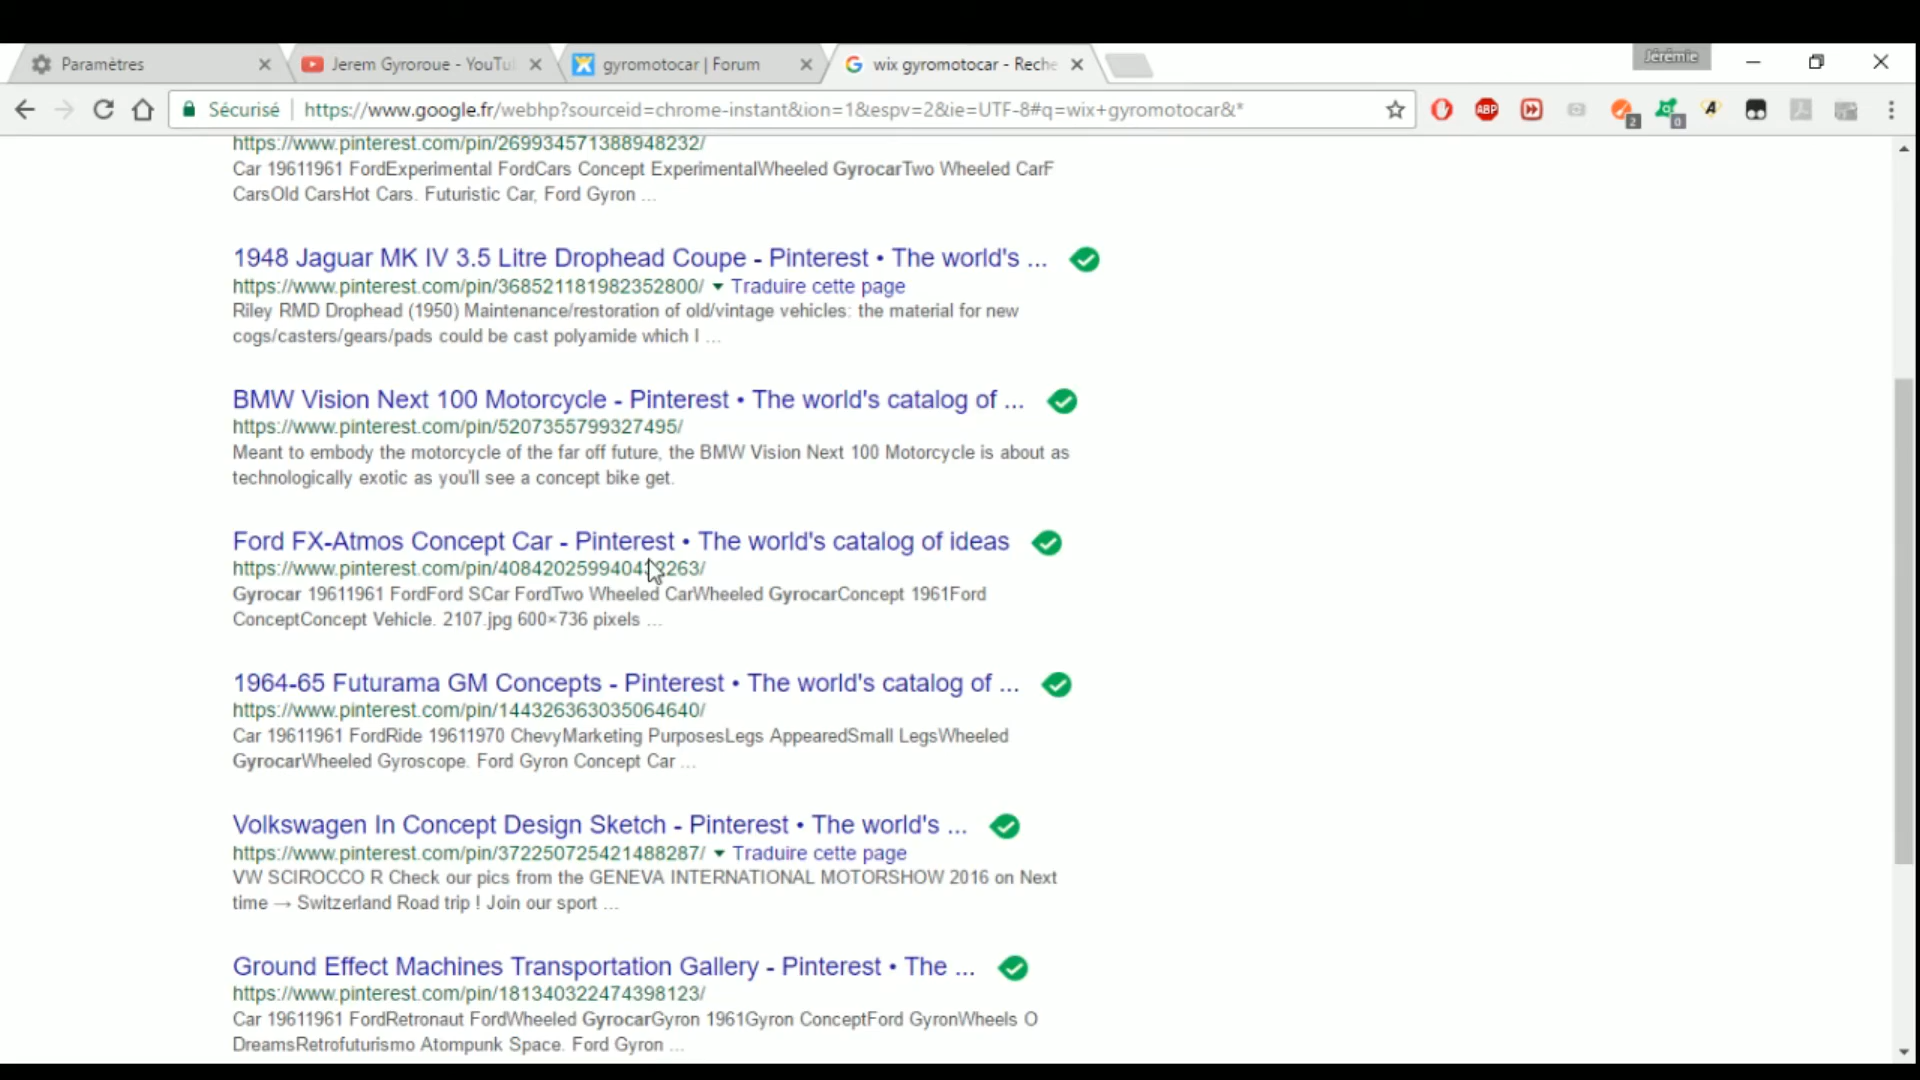 Paramètres
Jerem Gyroroue - YouTu
gyromotocar | Forum
wix gyromotocar - Reche
Jérémie
Sécurisé
https://www.google.fr/webhp?sourceid=chrome-instant&ion=1&espv=2&ie=UTF-8#q=wix+gyromotocar&*
ABP
2
0
A
https://www.pinterest.com/pin/269934571388948232/
Car 19611961 FordExperimental FordCars Concept ExperimentalWheeled GyrocarTwo Wheeled CarF
CarsOld CarsHot Cars. Futuristic Car, Ford Gyron ...
1948 Jaguar MK IV 3.5 Litre Drophead Coupe - Pinterest • The world's ...
https://www.pinterest.com/pin/368521181982352800/ Traduire cette page
Riley RMD Drophead (1950) Maintenance/restoration of old/vintage vehicles: the material for new
cogs/casters/gears/pads could be cast polyamide which I ...
BMW Vision Next 100 Motorcycle - Pinterest • The world's catalog of ...
https://www.pinterest.com/pin/5207355799327495/
Meant to embody the motorcycle of the far off future, the BMW Vision Next 100 Motorcycle is about as
technologically exotic as you'll see a concept bike get.
Ford FX-Atmos Concept Car - Pinterest • The world's catalog of ideas
Gyrocar 19611961 FordFord SCar FordTwo Wheeled CarWheeled GyrocarConcept 1961Ford
ConceptConcept Vehicle. 2107.jpg 600×736 pixels ...
1964-65 Futurama GM Concepts - Pinterest • The world's catalog of ...
https://www.pinterest.com/pin/144326363035064640/
Car 19611961 FordRide 19611970 ChevyMarketing PurposesLegs AppearedSmall LegsWheeled
GyrocarWheeled Gyroscope. Ford Gyron Concept Car ...
Volkswagen In Concept Design Sketch - Pinterest • The world's ...
https://www.pinterest.com/pin/372250725421488287/ Traduire cette page
VW SCIROCCO R Check our pics from the GENEVA INTERNATIONAL MOTORSHOW 2016 on Next
time → Switzerland Road trip ! Join our sport ...
Ground Effect Machines Transportation Gallery - Pinterest • The ...
https://www.pinterest.com/pin/181340322474398123/
Car 19611961 FordRetronaut FordWheeled GyrocarGyron 1961Gyron ConceptFord GyronWheels O
DreamsRetrofuturismo Atompunk Space. Ford Gyron ...